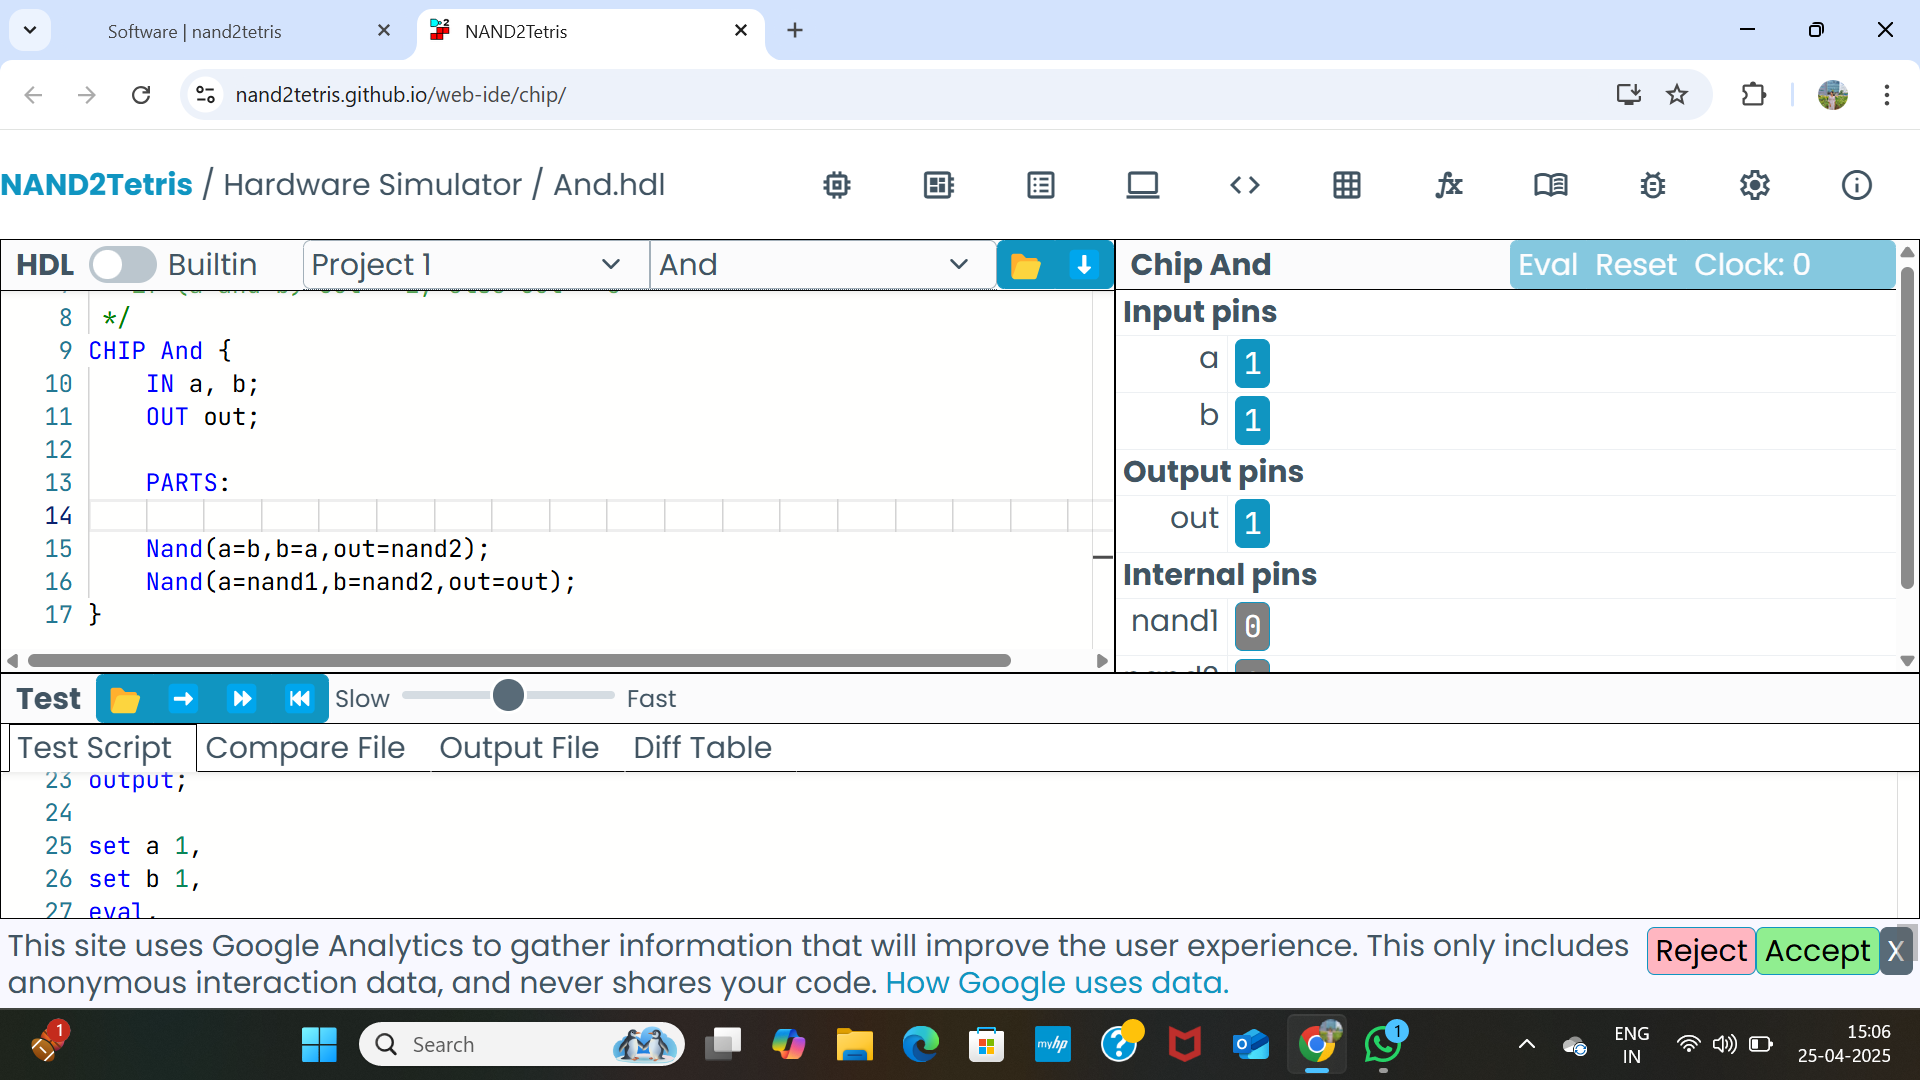 Software | nand2tetris
NAND2Tetris
nand2tetris.github.io/web-ide/chip/
NAND2Tetris / Hardware Simulator / And.hdl
HDL Builtin Project 1 And
8 */
9 CHIP And {
10 IN a, b;
11 OUT out;
12
13 PARTS:
14
15 Nand(a=b,b=a,out=nand2);
16 Nand(a=nand1,b=nand2,out=out);
17 }
Chip And Eval Reset Clock: 0
Input pins
a 1
b 1
Output pins
out 1
Internal pins
nand1 0
Test Slow Fast
Test Script Compare File Output File Diff Table
23 output;
24
25 set a 1,
26 set b 1,
27 eval,
This site uses Google Analytics to gather information that will improve the user experience. This only includes
anonymous interaction data, and never shares your code. How Google uses data.
Reject Accept X
1
Search
myhp
1
ENG
IN
15:06
25-04-2025